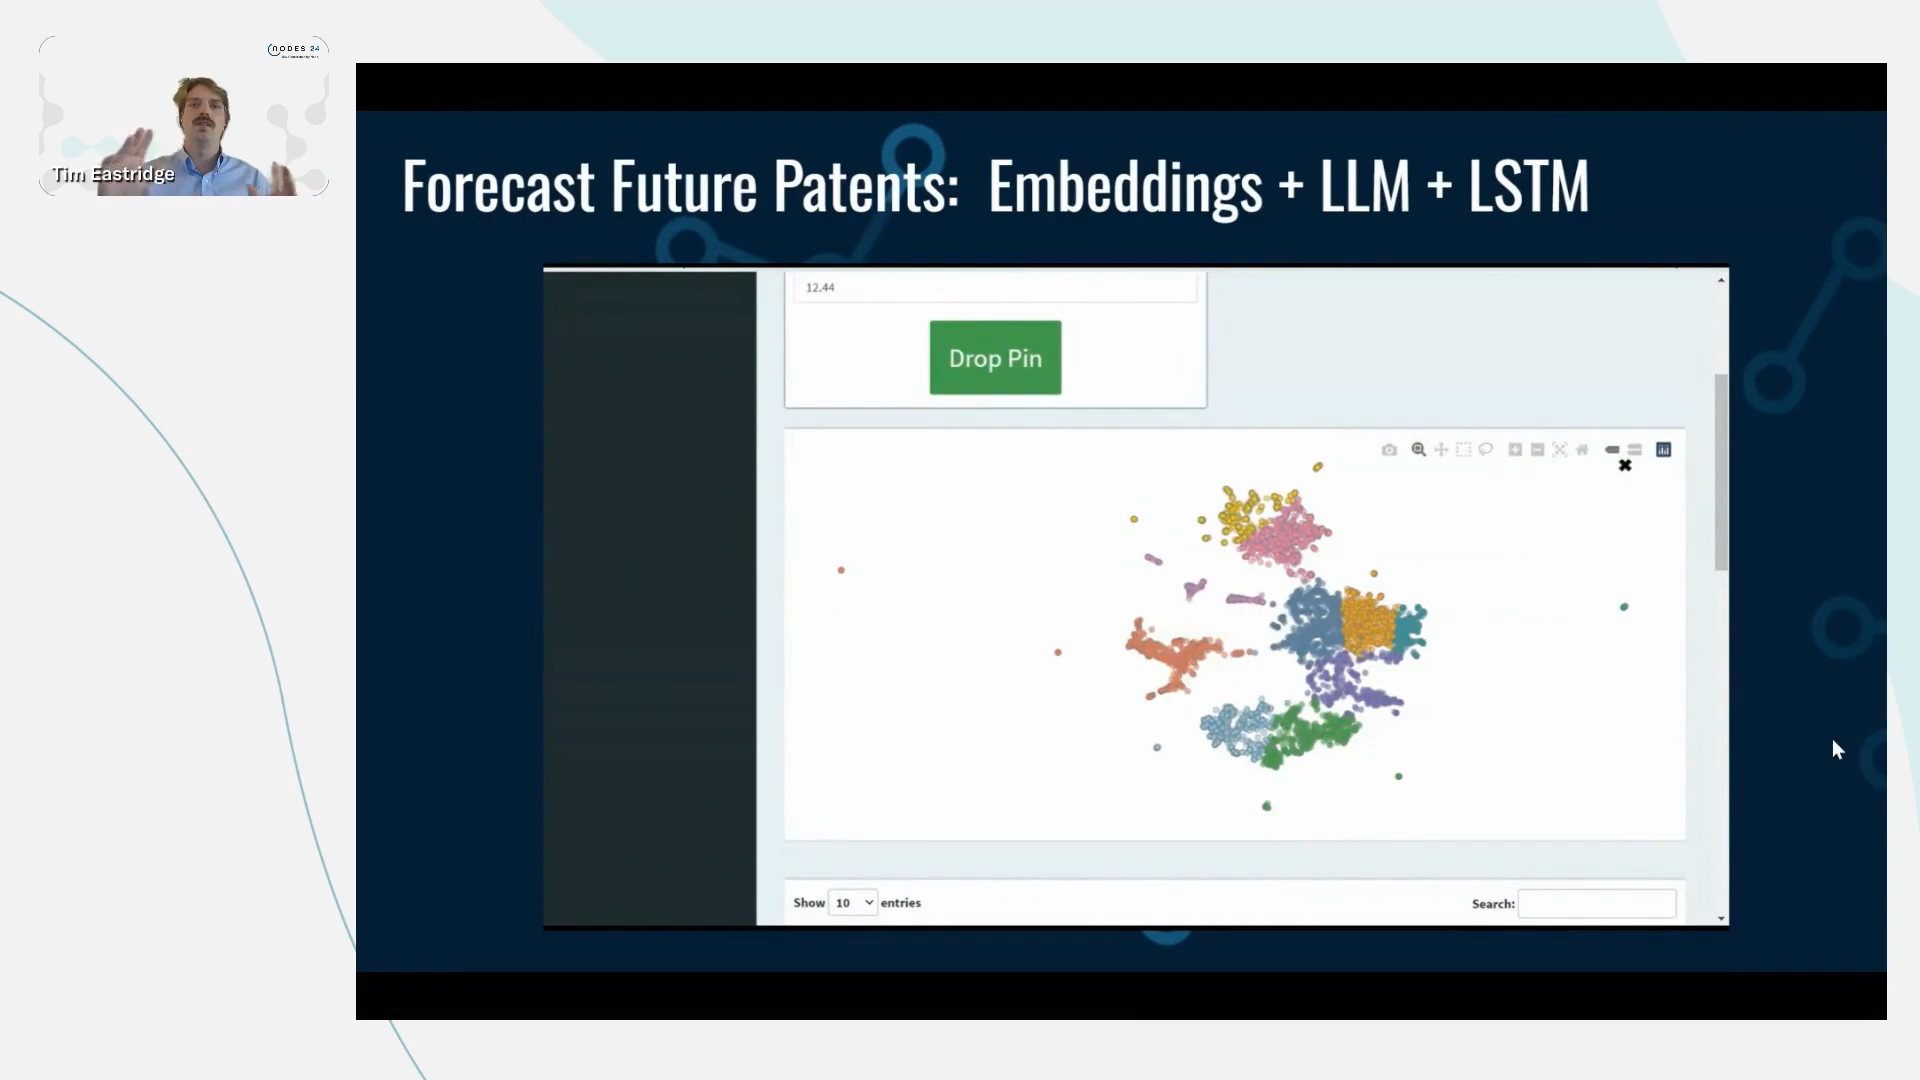 NODES 24
Tim Eastridge
Forecast Future Patents: Embeddings + LLM + LSTM
12.44
Drop Pin
Show 10 entries
Search: